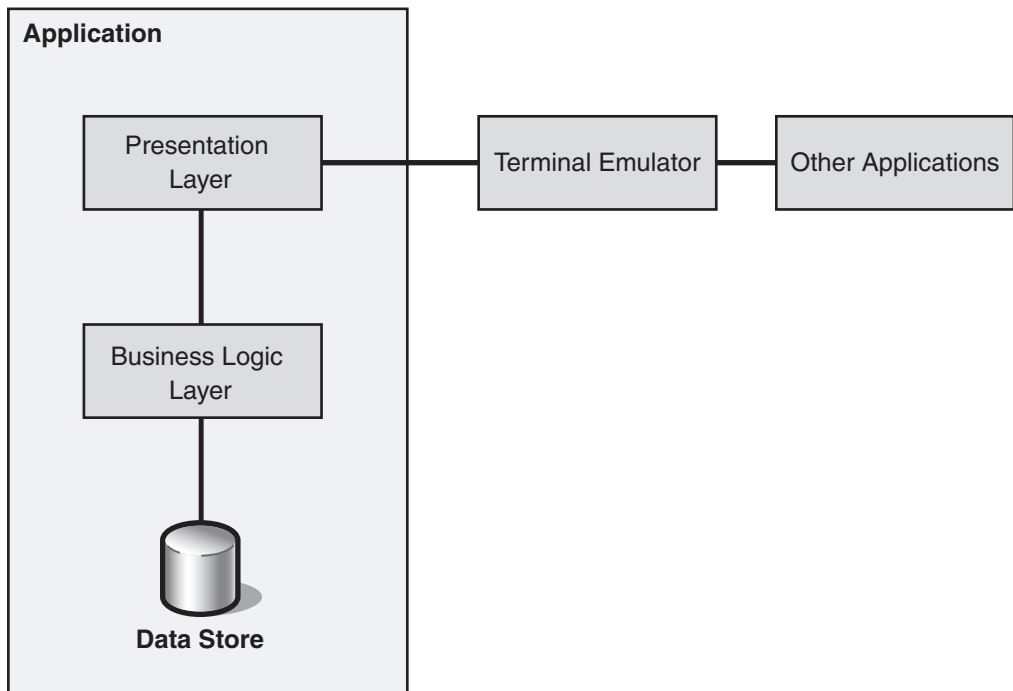 Application
Presentation
Layer
Terminal Emulator
Other Applications
Business Logic
Layer
Data Store